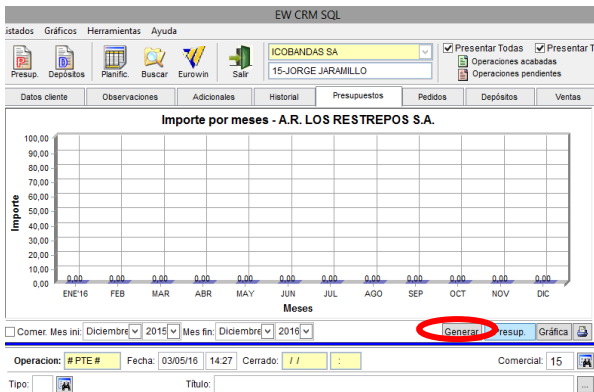 EW CRM SQL
istados Gráficos Herramientas Ayuda
Presup. Depósitos Planific. Buscar Eurowin Salir
ICOBANDAS SA
15-JORGE JARAMILLO
Presentar Todas Presentar T
Operaciones acabadas
Operaciones pendientes
Datos cliente Observaciones Adicionales Historial Presupuestos Pedidos Depósitos Ventas
Importe por meses - A.R. LOS RESTREPOS S.A.
100,00
90,00
80,00
70,00
60,00
50,00
40,00
30,00
20,00
10,00
0,00
Importe
0,00 0,00 0,00 0,00 0,00 0,00 0,00 0,00 0,00 0,00 0,00 0,00
ENE'16 FEB MAR ABR MAY JUN JUL AGO SEP OCT NOV DIC
Meses
Comer. Mes ini: Diciembre 2015 Mes fin: Diciembre 2016 Generar Presup. Gráfica
Operacion: # PTE # Fecha: 03/05/16 14:27 Cerrado: / / : Comercial: 15
Tipo: Título: ...